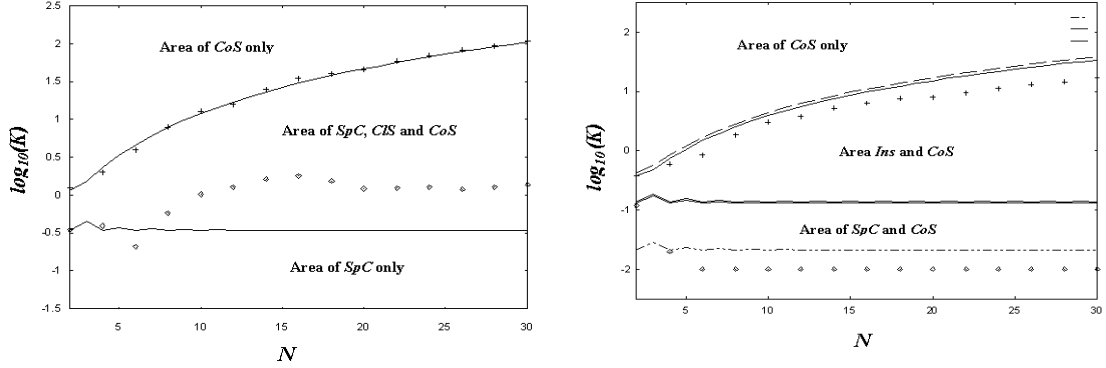 2
1.5
1
0.5
0
-0.5
-1
-1.5
log10(K)
Area of CoS only
Area of SpC, ClS and CoS
Area of SpC only
5
10
15
20
25
30
N
2
1
0
-1
-2
log10(K)
Area of CoS only
Area Ins and CoS
Area of SpC and CoS
5
10
15
20
25
30
N